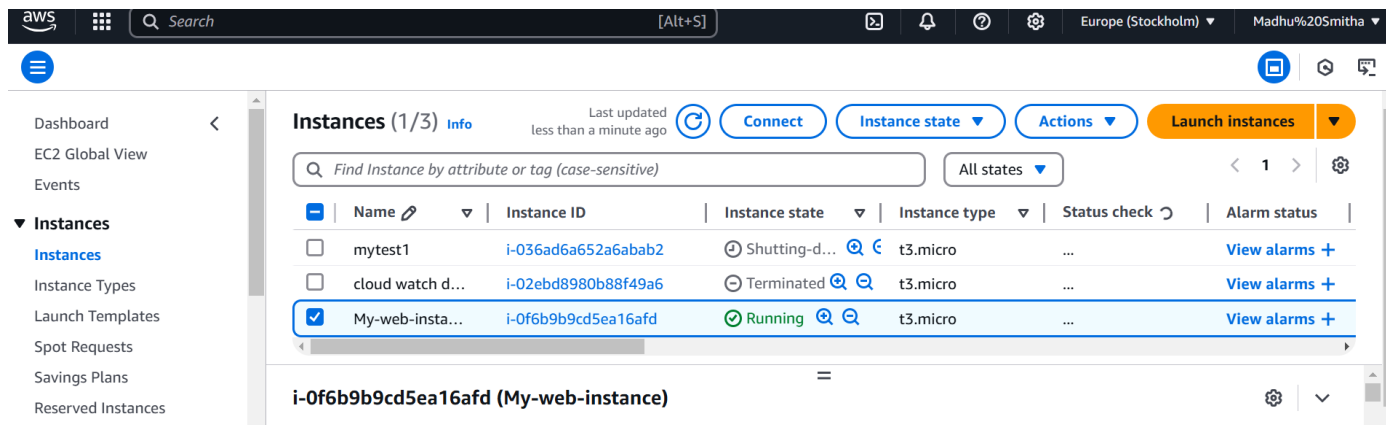 aws Search [Alt+S] Europe (Stockholm) ▼ Madhu%20Smitha ▼
Dashboard
EC2 Global View
Events
▼ Instances
Instances
Instance Types
Launch Templates
Spot Requests
Savings Plans
Reserved Instances
Instances (1/3) Info
Last updated
less than a minute ago
Connect Instance state ▼ Actions ▼ Launch instances ▼
Find Instance by attribute or tag (case-sensitive) All states ▼ < 1 >
Name Instance ID Instance state Instance type Status check Alarm status
mytest1 i-036ad6a652a6abab2 Shutting-d... t3.micro ... View alarms +
cloud watch d... i-02ebd8980b88f49a6 Terminated t3.micro ... View alarms +
My-web-insta... i-0f6b9b9cd5ea16afd Running t3.micro ... View alarms +
i-0f6b9b9cd5ea16afd (My-web-instance)